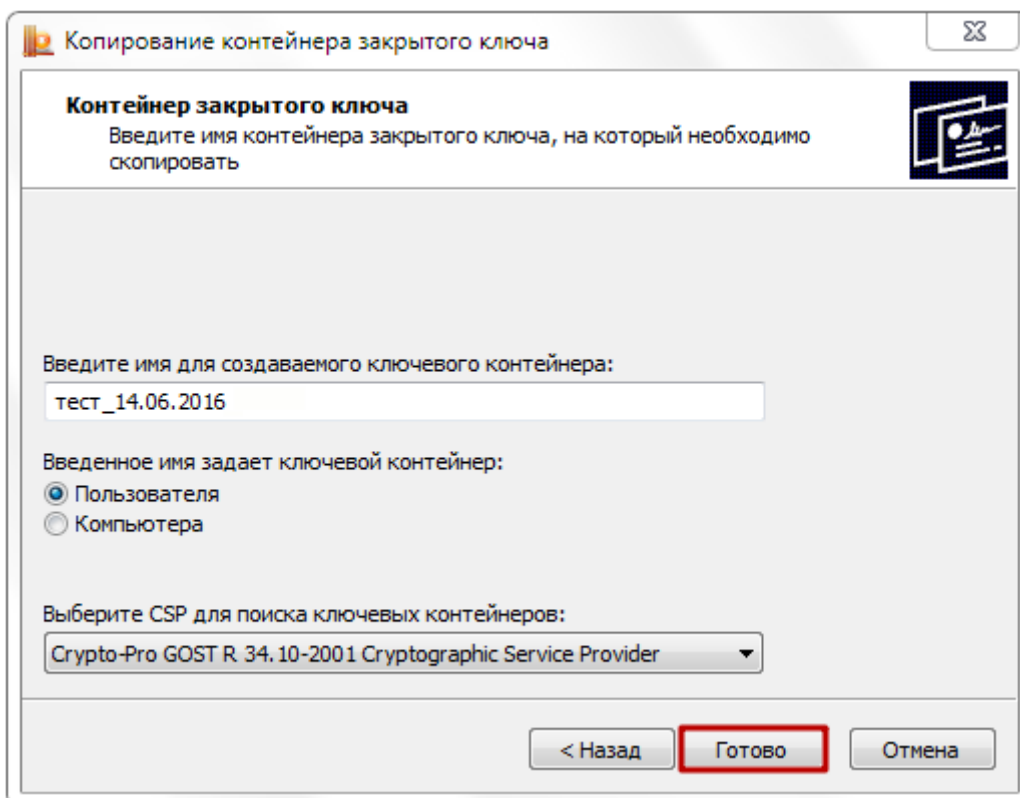 Копирование контейнера закрытого ключа
Контейнер закрытого ключа
Введите имя контейнера закрытого ключа, на который необходимо
скопировать
Введите имя для создаваемого ключевого контейнера:
тест_14.06.2016
Введенное имя задает ключевой контейнер:
Пользователя
Компьютера
Выберите CSP для поиска ключевых контейнеров:
Crypto-Pro GOST R 34.10-2001 Cryptographic Service Provider
< Назад Готово Отмена